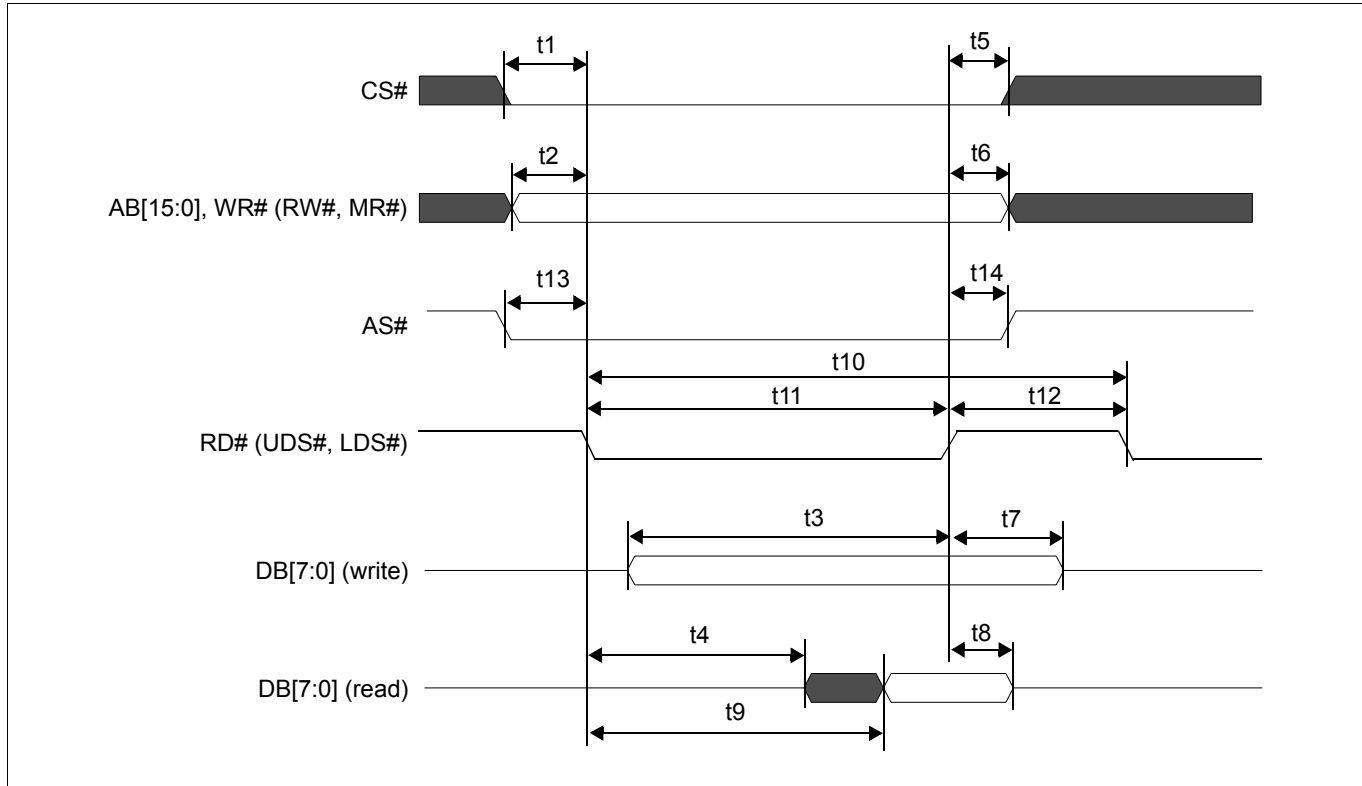 t1 t5
CS#
t2 t6
AB[15:0], WR# (RW#, MR#)
t13 t14
AS#
t10
t11 t12
RD# (UDS#, LDS#)
t3 t7
DB[7:0] (write)
t4 t8
DB[7:0] (read)
t9